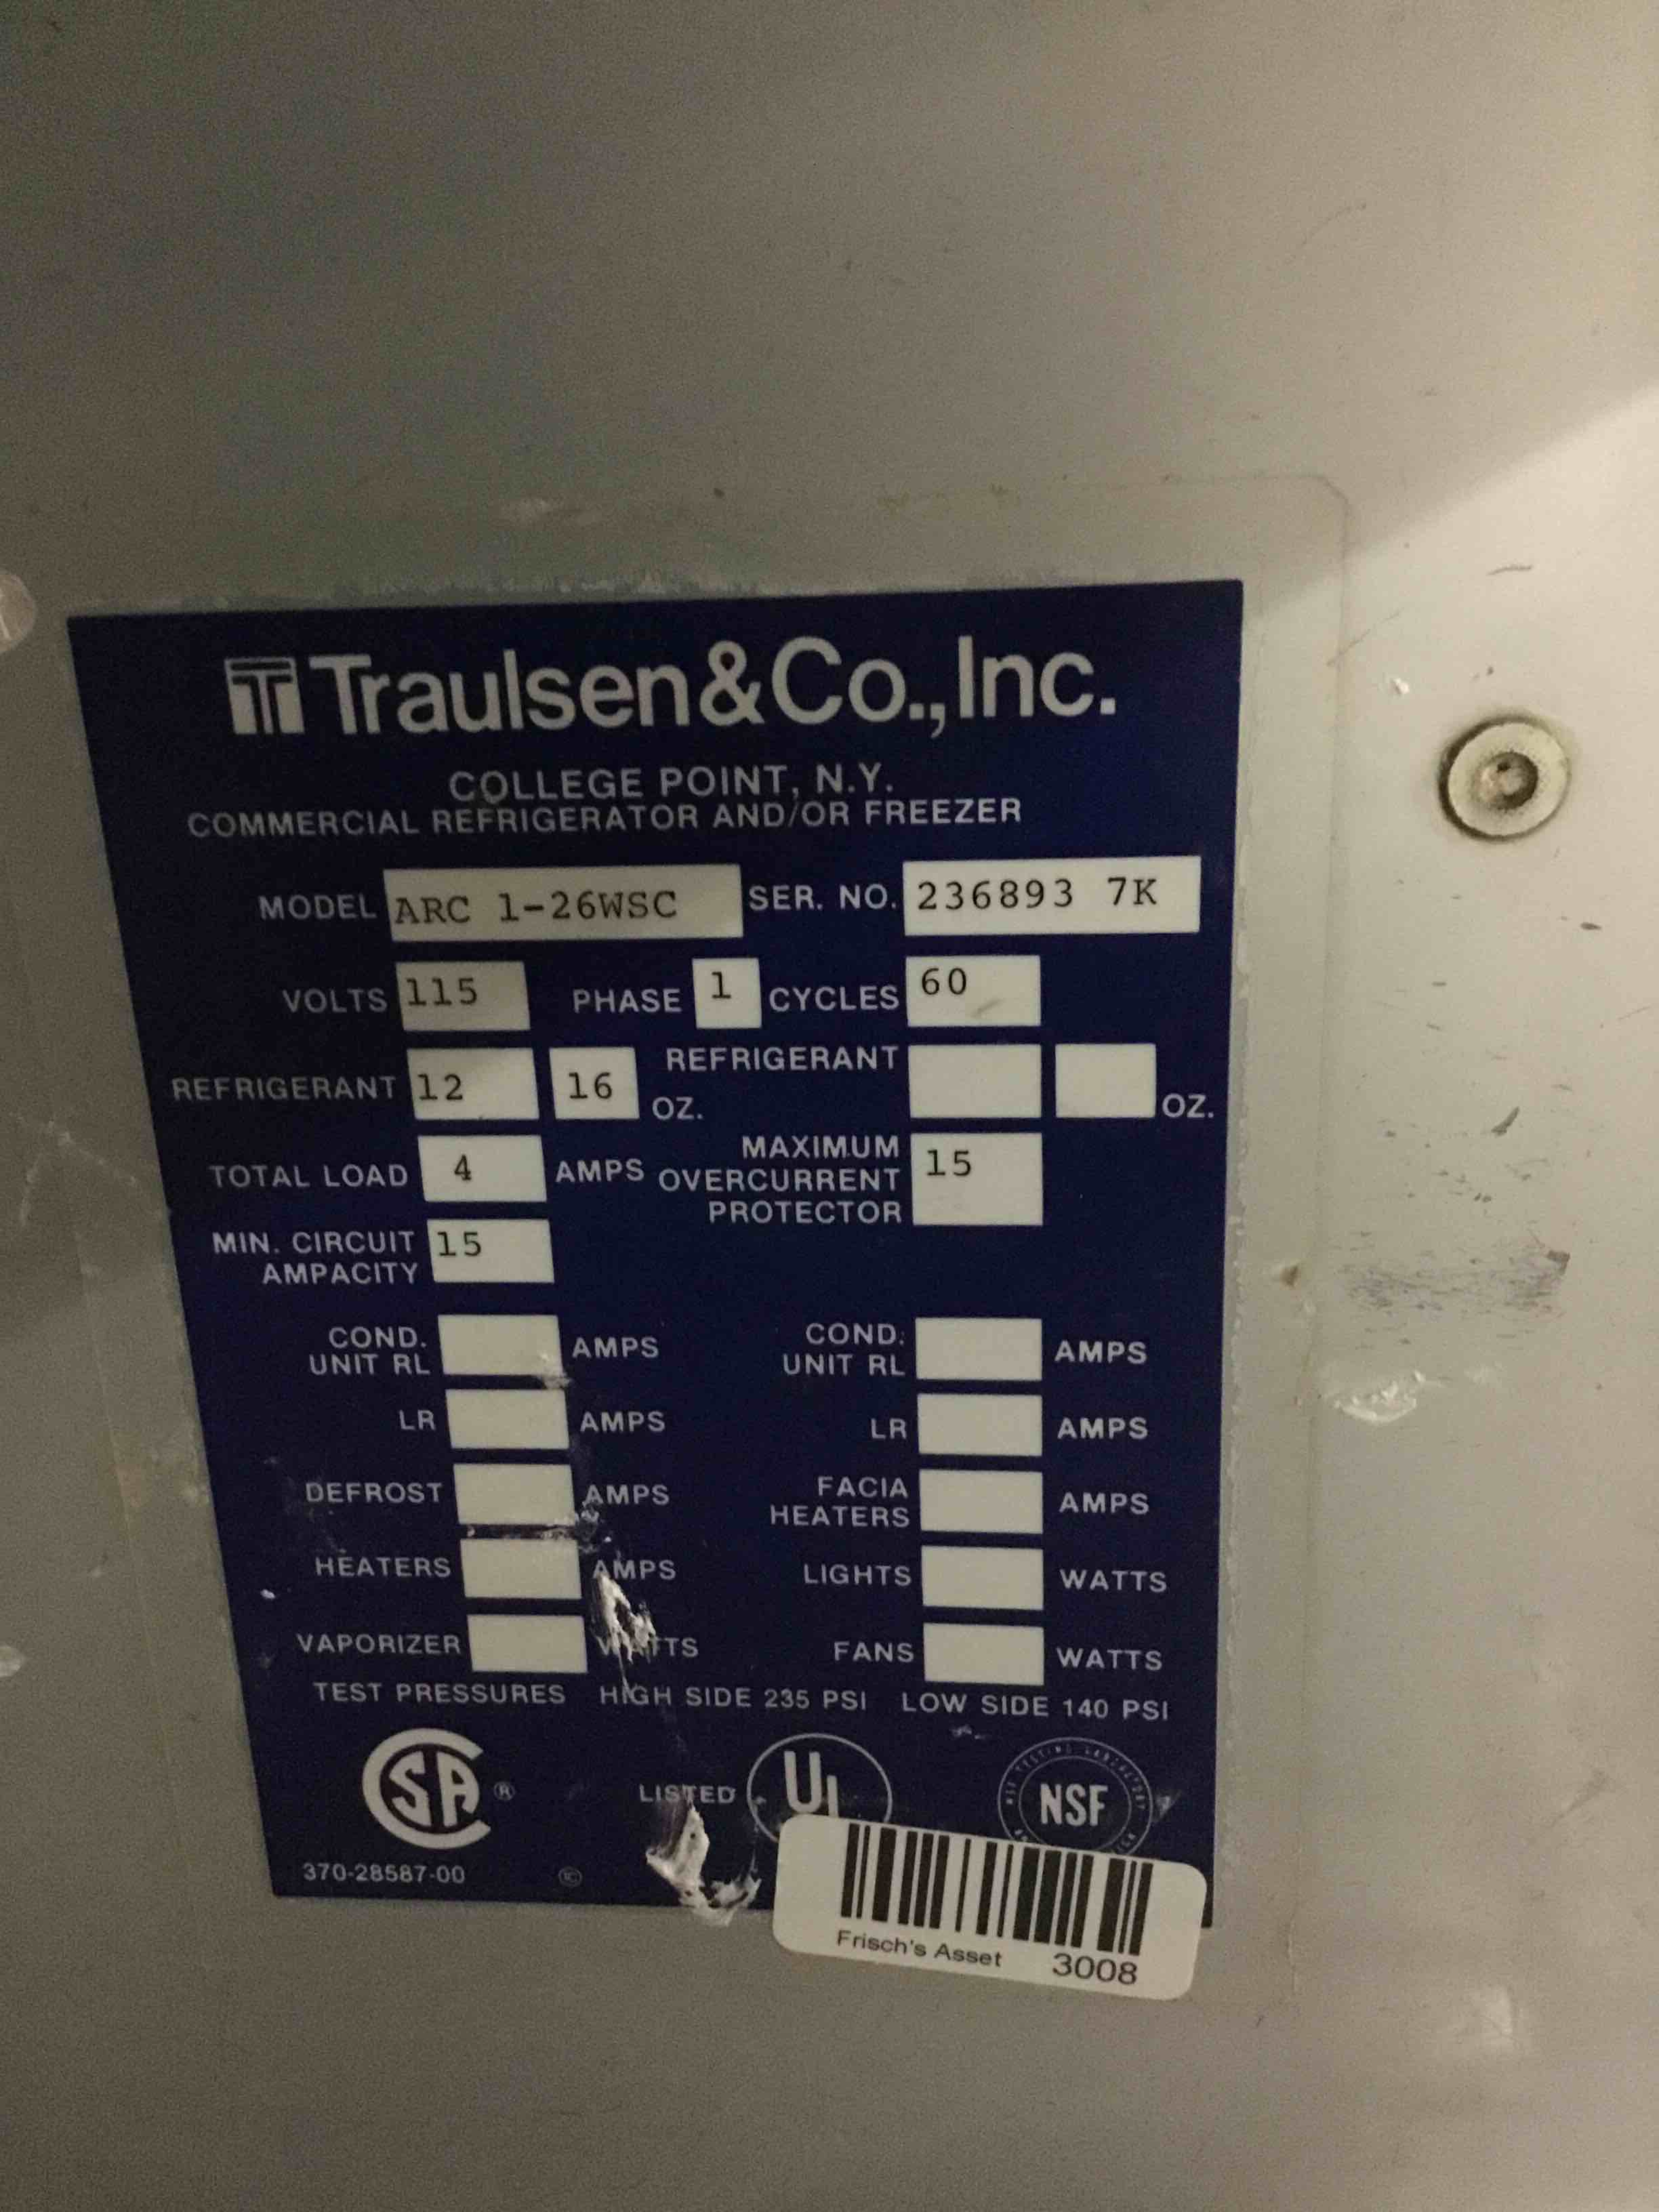 Traulsen&Co.,Inc.
COLLEGE POINT, N.Y.
COMMERCIAL REFRIGERATOR AND/OR FREEZER
MODEL ARC 1-26WSC SER. NO. 236893 7K
VOLTS 115 PHASE 1 CYCLES 60
REFRIGERANT 12 16 OZ. REFRIGERANT OZ.
TOTAL LOAD 4 AMPS MAXIMUM OVERCURRENT PROTECTOR 15
MIN. CIRCUIT AMPACITY 15
COND. UNIT RL AMPS COND. UNIT RL AMPS
LR AMPS LR AMPS
DEFROST AMPS FACIA HEATERS AMPS
HEATERS AMPS LIGHTS WATTS
VAPORIZER WATTS FANS WATTS
TEST PRESSURES HIGH SIDE 235 PSI LOW SIDE 140 PSI
SA ® LISTED UL NSF
370-28587-00
Frisch's Asset 3008